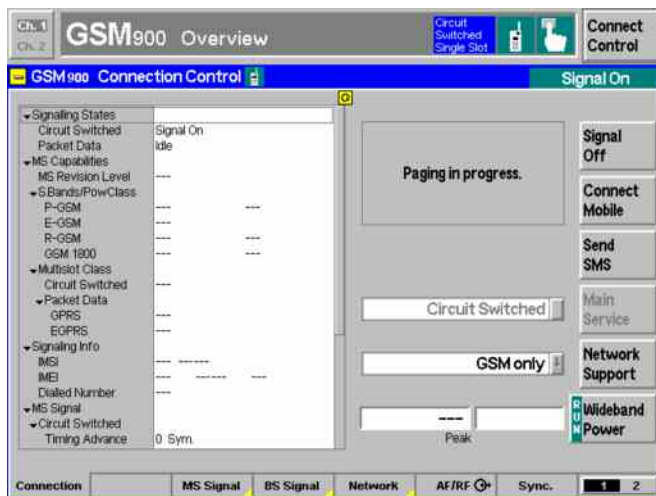 Ch. 1
Ch. 2
GSM900 Overview
Circuit
Switched
Single Slot
Connect
Control
GSM900 Connection Control
Signal On
G
Signalling States
Circuit Switched Signal On
Packet Data Idle
MS Capabilities
MS Revision Level ---
S.Bands/PowClass
P-GSM --- ---
E-GSM ---
R-GSM --- ---
GSM 1800 --- ---
Multislot Class
Circuit Switched ---
Packet Data
GPRS ---
EGPRS ---
Signaling Info
IMSI --- --- ---
IMEI --- --- --- ---
Dialled Number ---
MS Signal
Circuit Switched
Timing Advance 0 Sym.
Paging in progress.
Circuit Switched
GSM only
---
Peak
Signal
Off
Connect
Mobile
Send
SMS
Main
Service
Network
Support
RUN
Wideband
Power
Connection MS Signal BS Signal Network AF/RF Sync. 1 2